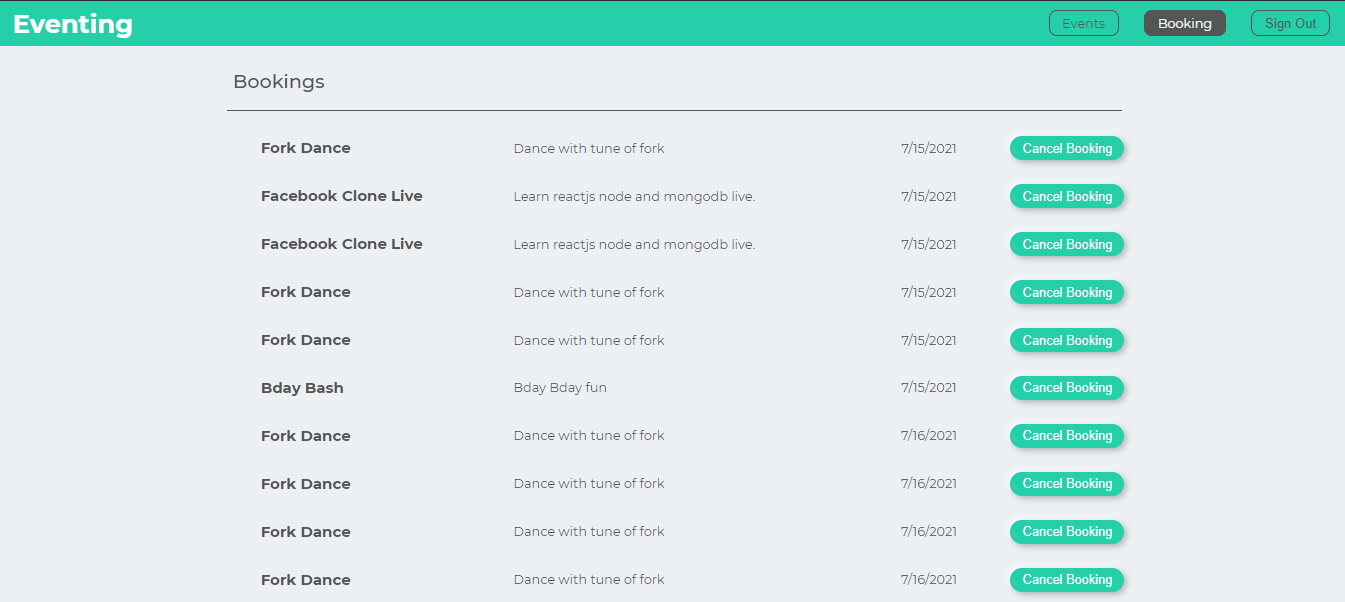 Eventing Events Booking Sign Out
Bookings
Fork Dance Dance with tune of fork 7/15/2021 Cancel Booking
Facebook Clone Live Learn reactjs node and mongodb live. 7/15/2021 Cancel Booking
Facebook Clone Live Learn reactjs node and mongodb live. 7/15/2021 Cancel Booking
Fork Dance Dance with tune of fork 7/15/2021 Cancel Booking
Fork Dance Dance with tune of fork 7/15/2021 Cancel Booking
Bday Bash Bday Bday fun 7/15/2021 Cancel Booking
Fork Dance Dance with tune of fork 7/16/2021 Cancel Booking
Fork Dance Dance with tune of fork 7/16/2021 Cancel Booking
Fork Dance Dance with tune of fork 7/16/2021 Cancel Booking
Fork Dance Dance with tune of fork 7/16/2021 Cancel Booking